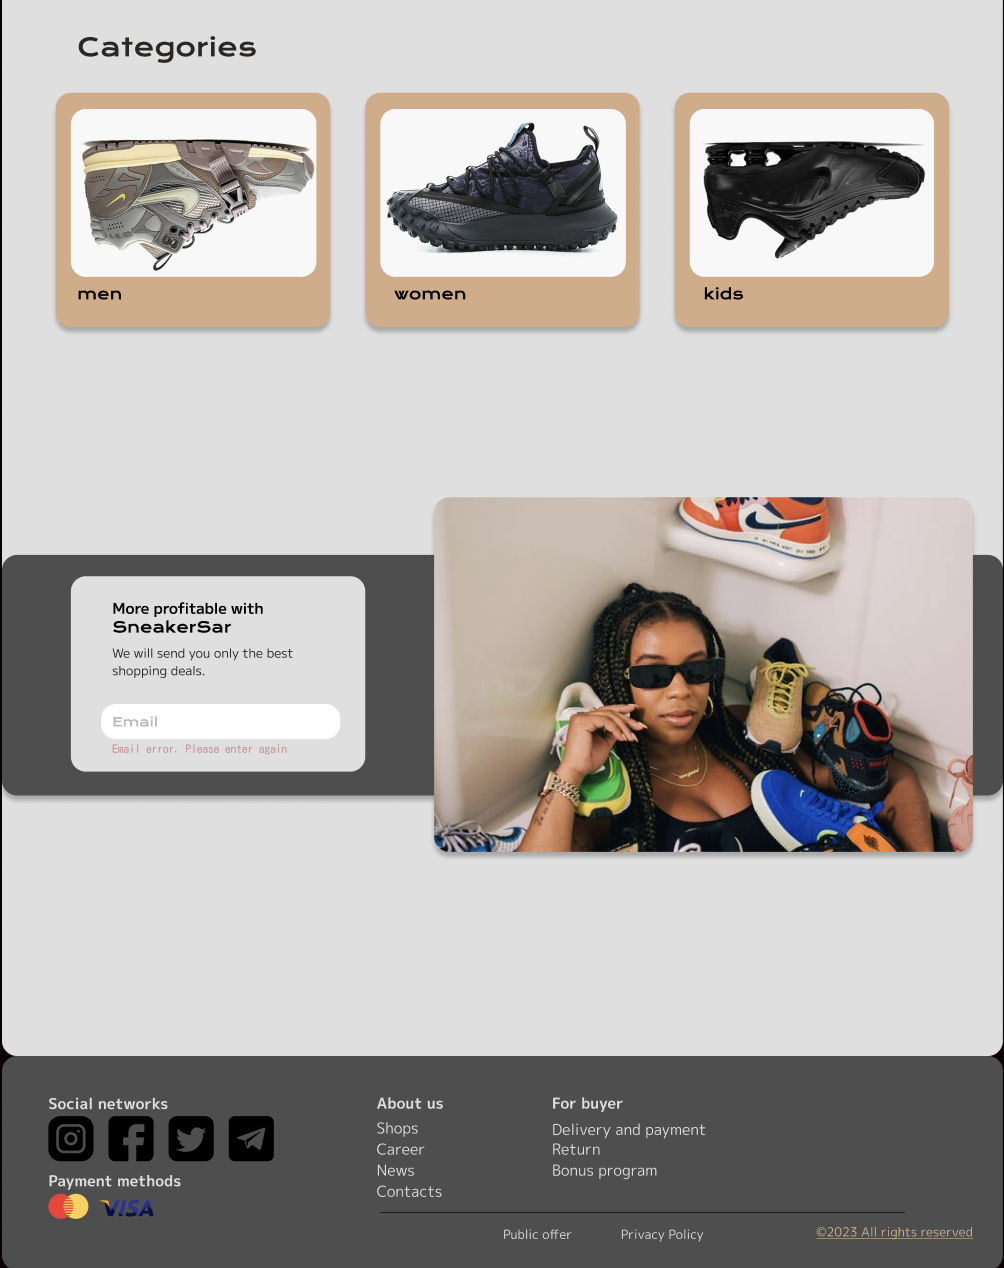 Categories
men
women
kids
More profitable with
SneakerSar
We will send you only the best
shopping deals.
Email
Email error. Please enter again
Social networks
Payment methods
VISA
About us
Shops
Career
News
Contacts
For buyer
Delivery and payment
Return
Bonus program
Public offer
Privacy Policy
©2023 All rights reserved